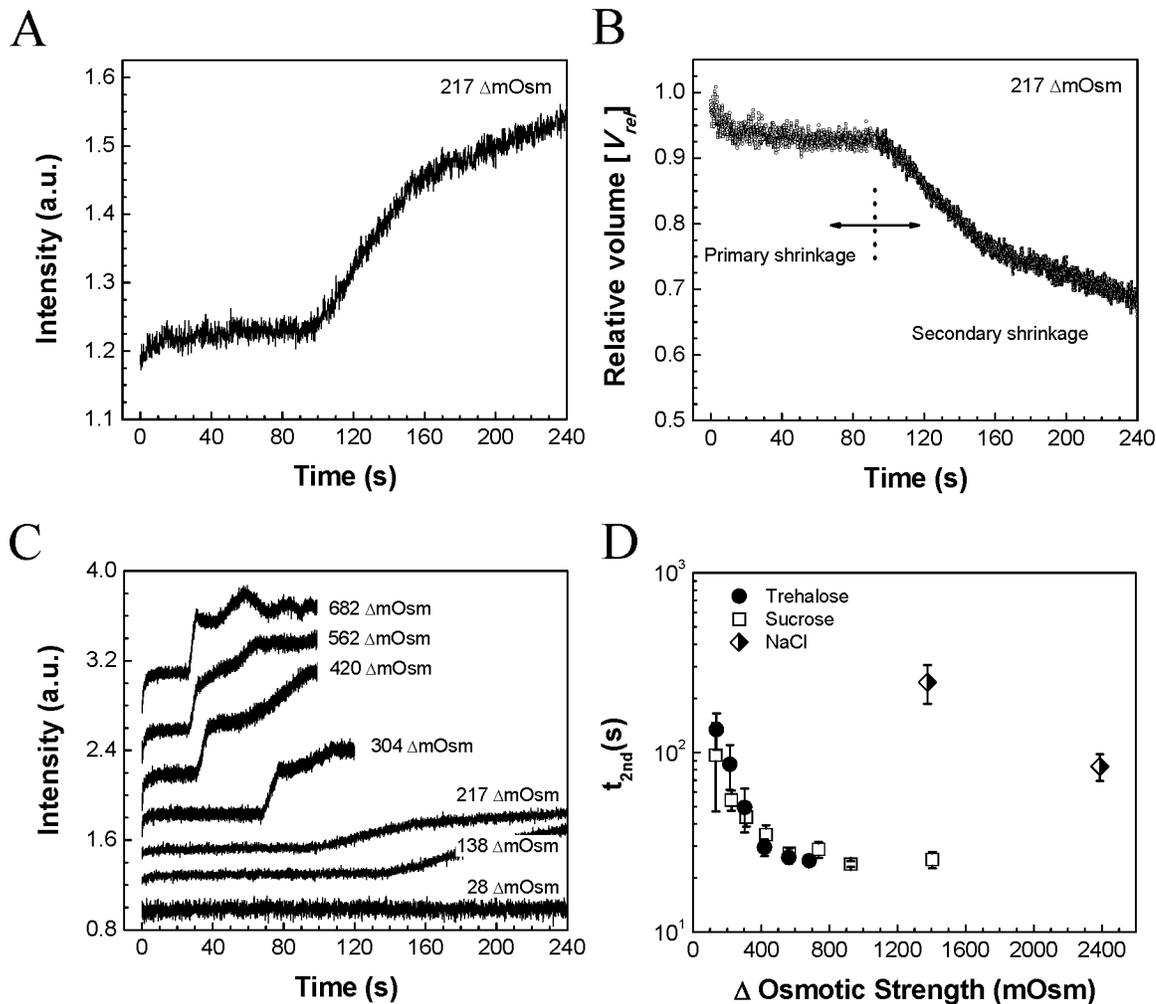 A
217 ΔmOsm
1.6
1.5
1.4
1.3
1.2
1.1
Intensity (a.u.)
0 40 80 120 160 200 240
Time (s)
B
217 ΔmOsm
1.0
0.9
0.8
0.7
0.6
0.5
Relative volume [V_rel]
Primary shrinkage
Secondary shrinkage
0 40 80 120 160 200 240
Time (s)
C
4.0
3.2
2.4
1.6
0.8
Intensity (a.u.)
682 ΔmOsm
562 ΔmOsm
420 ΔmOsm
304 ΔmOsm
217 ΔmOsm
138 ΔmOsm
28 ΔmOsm
0 40 80 120 160 200 240
Time (s)
D
10³
10²
10¹
t_2nd(s)
Trehalose
Sucrose
NaCl
0 400 800 1200 1600 2000 2400
Δ Osmotic Strength (mOsm)